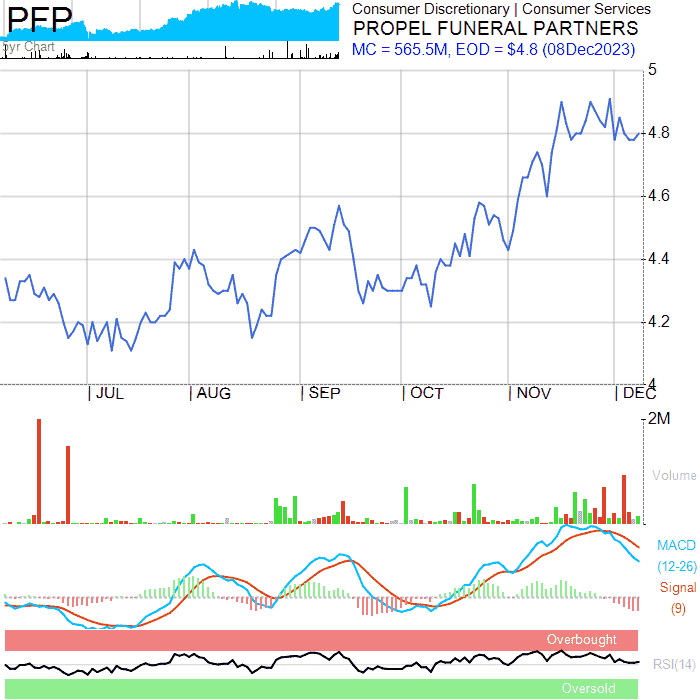 PFP
5yr Chart
Consumer Discretionary | Consumer Services
PROPEL FUNERAL PARTNERS
MC = 565.5M, EOD = $4.8 (08Dec2023)
5
4.8
4.6
4.4
4.2
4
JUL AUG SEP OCT NOV DEC
2M
Volume
MACD
(12-26)
Signal
(9)
Overbought
RSI(14)
Oversold